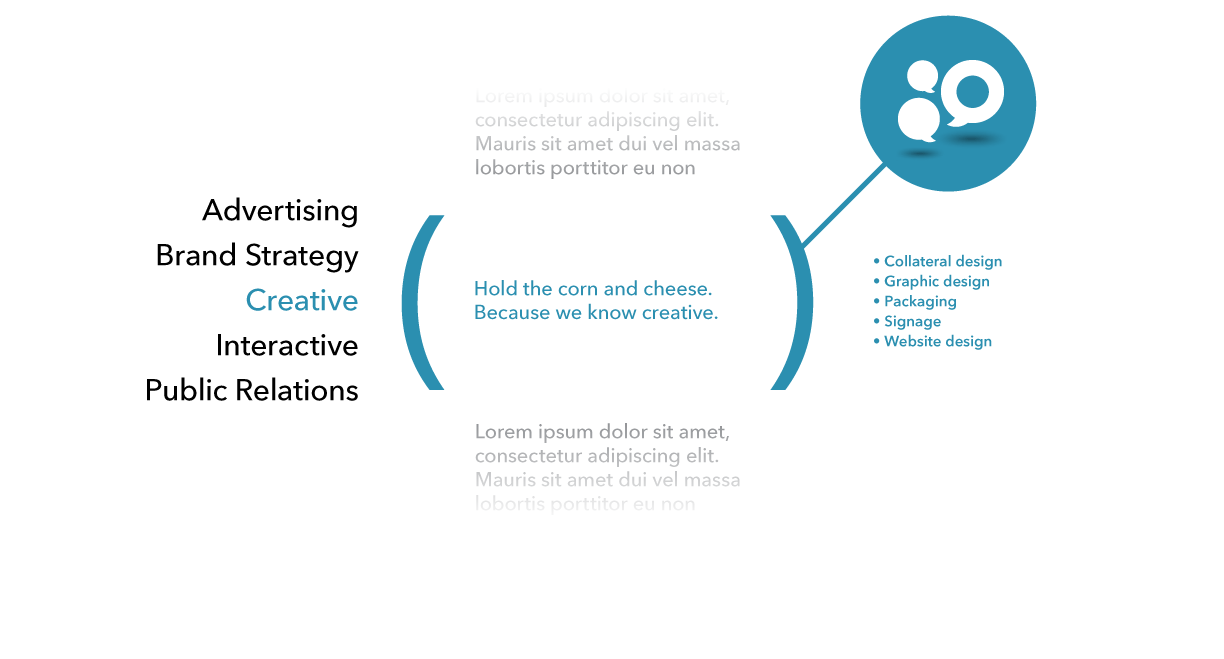 Advertising
Brand Strategy
Creative
Interactive
Public Relations
Lorem ipsum dolor sit amet,
consectetur adipiscing elit.
Mauris sit amet dui vel massa
lobortis porttitor eu non
Hold the corn and cheese.
Because we know creative.
Lorem ipsum dolor sit amet,
consectetur adipiscing elit.
Mauris sit amet dui vel massa
lobortis porttitor eu non
• Collateral design
• Graphic design
• Packaging
• Signage
• Website design